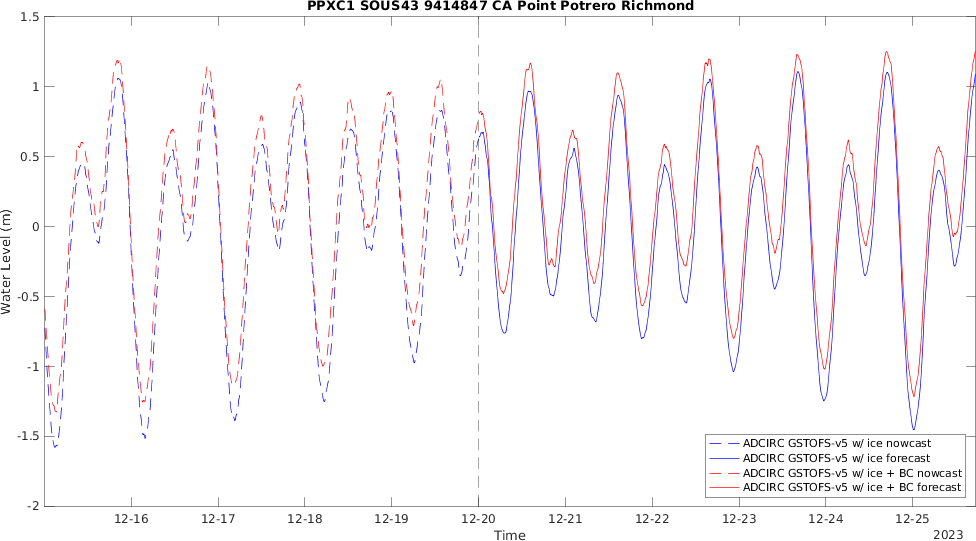 PPXC1 SOUS43 9414847 CA Point Potrero Richmond
1.5
1
0.5
0
-0.5
-1
-1.5
-2
Water Level (m)
12-16 12-17 12-18 12-19 12-20 12-21 12-22 12-23 12-24 12-25
Time
2023
ADCIRC GSTOFS-v5 w/ ice nowcast
ADCIRC GSTOFS-v5 w/ ice forecast
ADCIRC GSTOFS-v5 w/ ice + BC nowcast
ADCIRC GSTOFS-v5 w/ ice + BC forecast